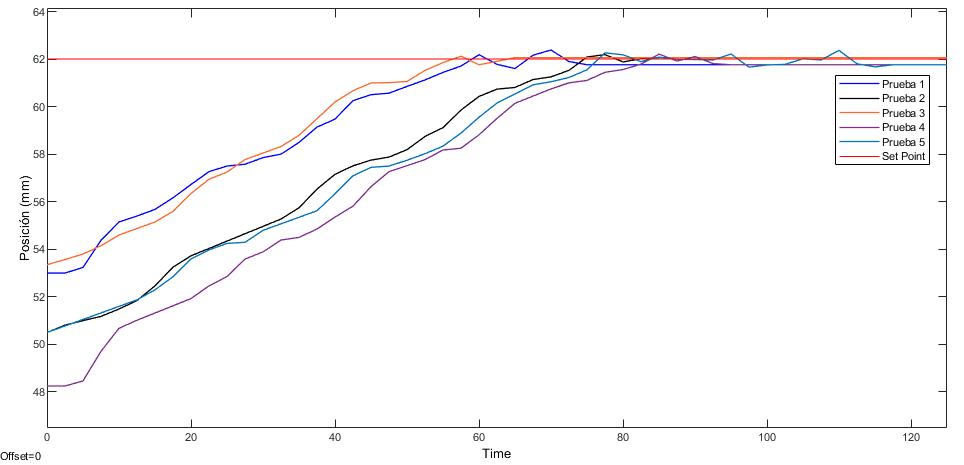 64
62
60
58
56
54
52
50
48
Posición (mm)
Prueba 1
Prueba 2
Prueba 3
Prueba 4
Prueba 5
Set Point
0 20 40 60 80 100 120
Time
Offset=0